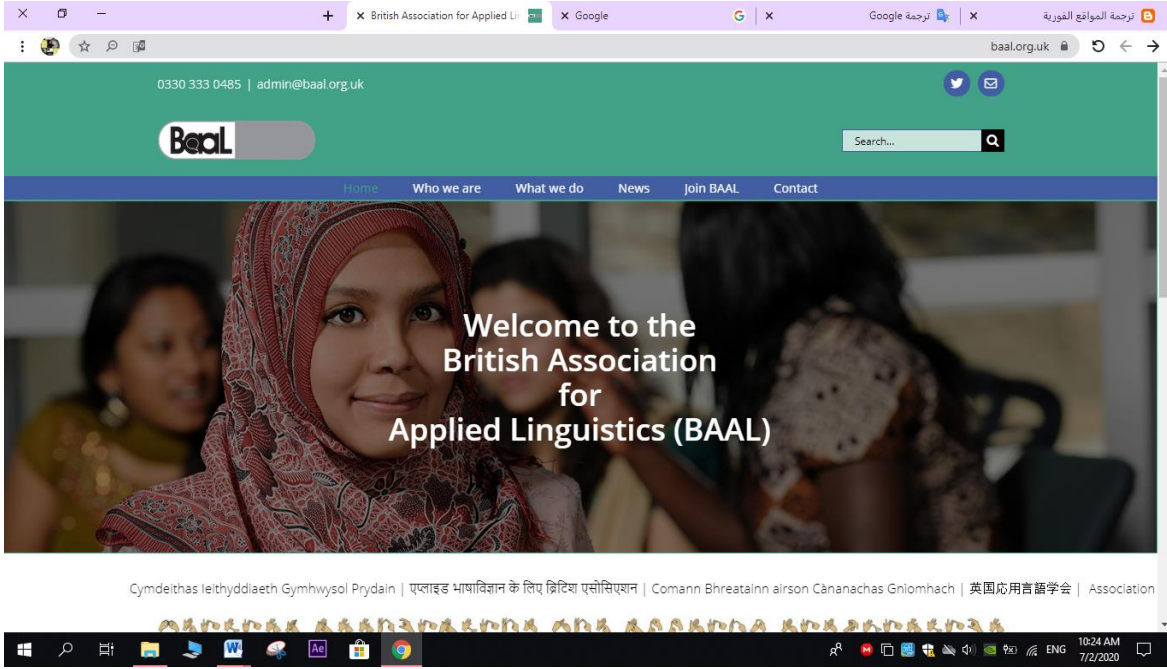 British Association for Applied Li
Google
ترجمة Google
ترجمة المواقع الفورية
baal.org.uk
0330 333 0485 | admin@baal.org.uk
BaaL
Search...
Home Who we are What we do News Join BAAL Contact
Welcome to the
British Association
for
Applied Linguistics (BAAL)
Cymdeithas Ieithyddiaeth Gymhwysol Prydain | एप्लाइड भाषाविज्ञान के लिए ब्रिटिश एसोसिएशन | Comann Bhreatainn airson Cànanachas Gnìomhach | 英国応用言語学会 | Association
W Ae ENG
10:24 AM
7/2/2020